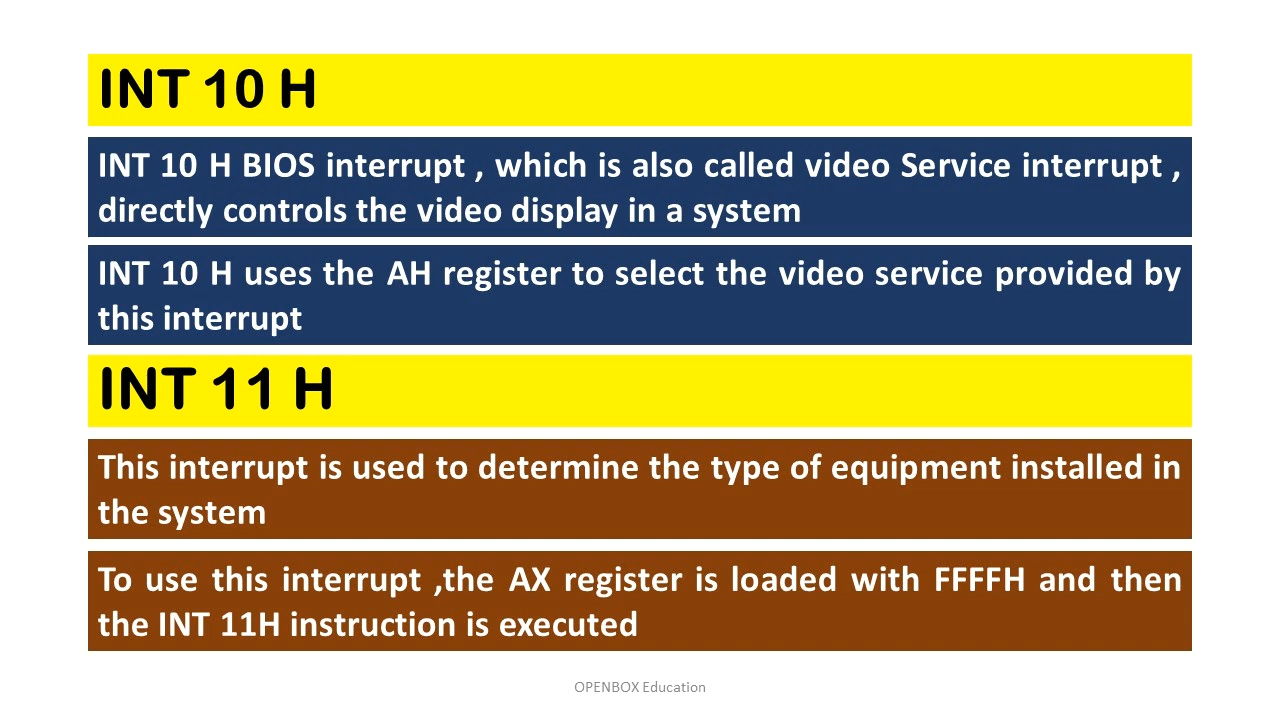 INT 10 H
INT 10 H BIOS interrupt , which is also called video Service interrupt ,
directly controls the video display in a system
INT 10 H uses the AH register to select the video service provided by
this interrupt
INT 11 H
This interrupt is used to determine the type of equipment installed in
the system
To use this interrupt ,the AX register is loaded with FFFFH and then
the INT 11H instruction is executed
OPENBOX Education